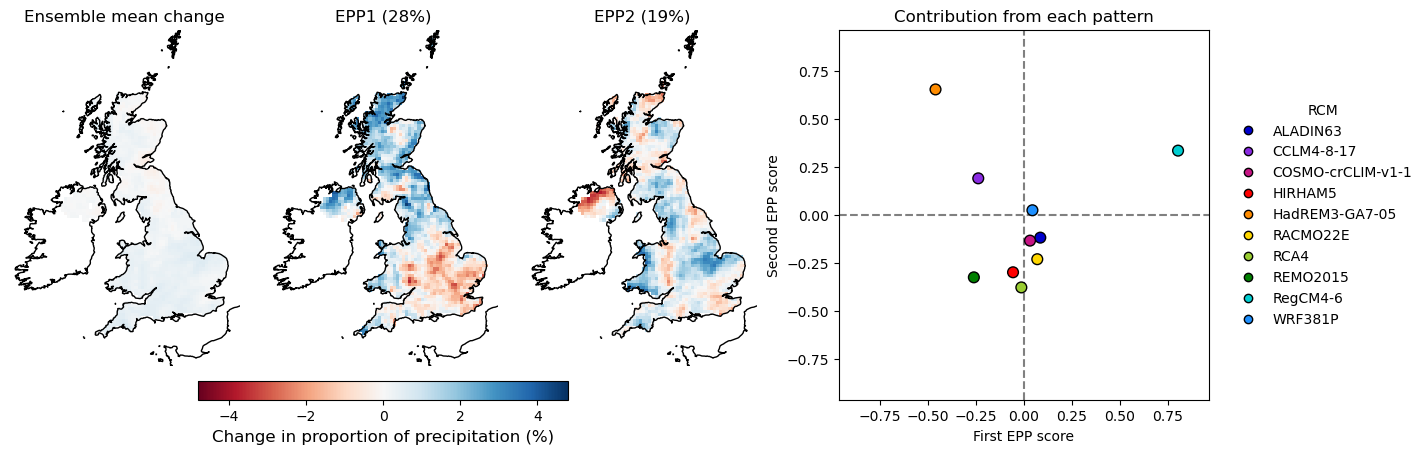 Ensemble mean change
EPP1 (28%)
EPP2 (19%)
−4 −2 0 2 4
Change in proportion of precipitation (%)
Contribution from each pattern
Second EPP score
0.75
0.50
0.25
0.00
−0.25
−0.50
−0.75
−0.75 −0.50 −0.25 0.00 0.25 0.50 0.75
First EPP score
RCM
ALADIN63
CCLM4-8-17
COSMO-crCLIM-v1-1
HIRHAM5
HadREM3-GA7-05
RACMO22E
RCA4
REMO2015
RegCM4-6
WRF381P